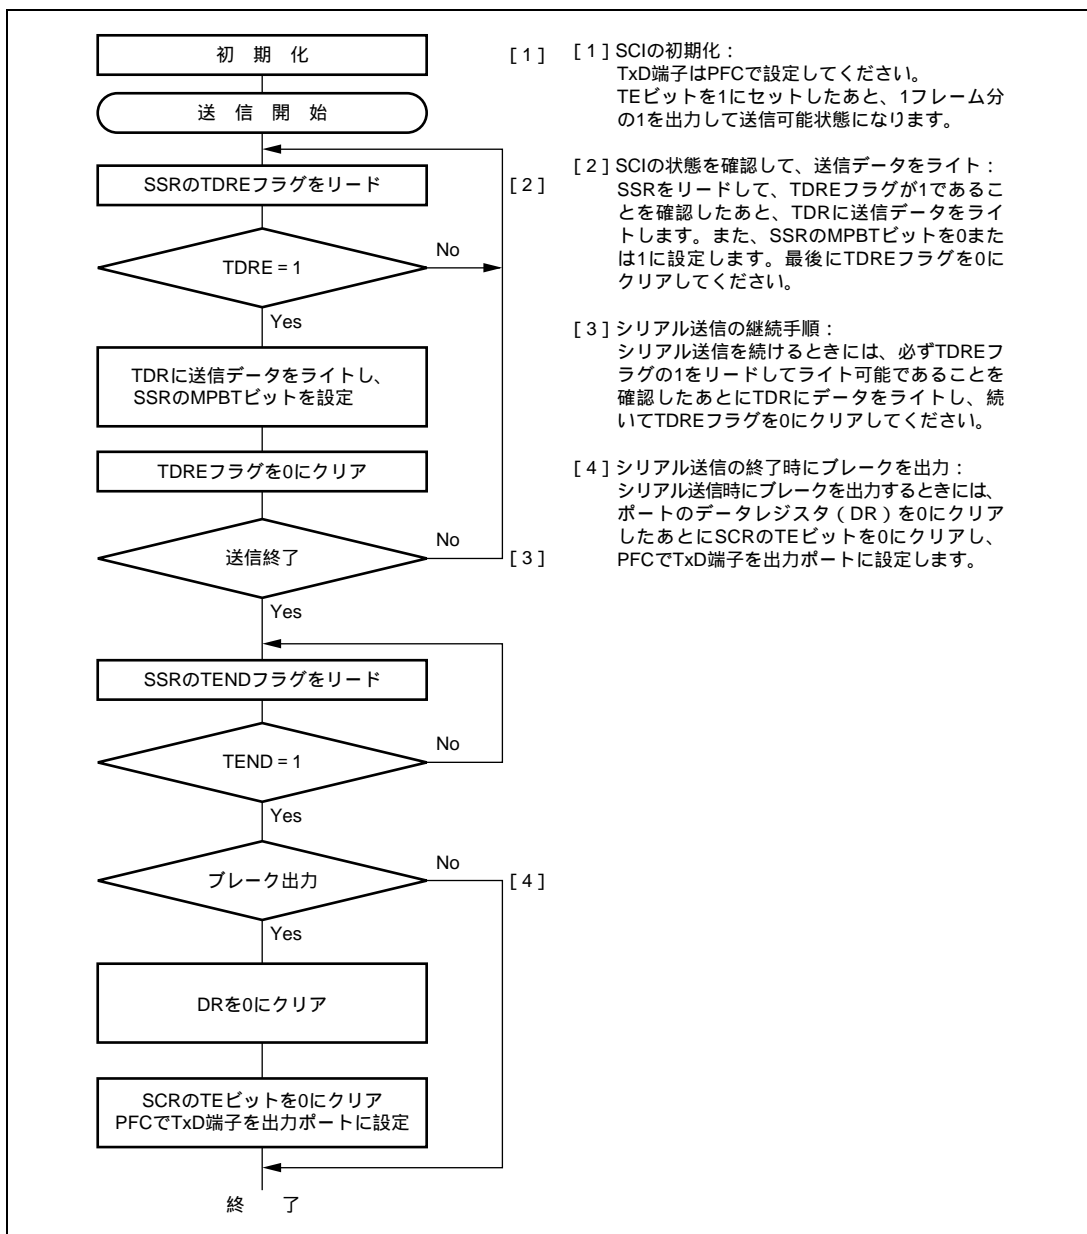 初 期 化
[ 1 ]
送 信 開 始
SSRのTDREフラグをリード
[ 2 ]
TDRE = 1
No
Yes
TDRに送信データをライトし、
SSRのMPBTビットを設定
TDREフラグを0にクリア
送信終了
No
[ 3 ]
Yes
SSRのTENDフラグをリード
TEND = 1
No
Yes
ブレーク出力
No
[ 4 ]
Yes
DRを0にクリア
SCRのTEビットを0にクリア
PFCでTxD端子を出力ポートに設定
終 了
[ 1 ] SCIの初期化：
TxD端子はPFCで設定してください。
TEビットを1にセットしたあと、1フレーム分
の1を出力して送信可能状態になります。
[ 2 ] SCIの状態を確認して、送信データをライト：
SSRをリードして、TDREフラグが1であるこ
とを確認したあと、TDRに送信データをライ
トします。また、SSRのMPBTビットを0また
は1に設定します。最後にTDREフラグを0に
クリアしてください。
[ 3 ] シリアル送信の継続手順：
シリアル送信を続けるときには、必ずTDREフ
ラグの1をリードしてライト可能であることを
確認したあとにTDRにデータをライトし、続
いてTDREフラグを0にクリアしてください。
[ 4 ] シリアル送信の終了時にブレークを出力：
シリアル送信時にブレークを出力するときには、
ポートのデータレジスタ（DR）を0にクリア
したあとにSCRのTEビットを0にクリアし、
PFCでTxD端子を出力ポートに設定します。